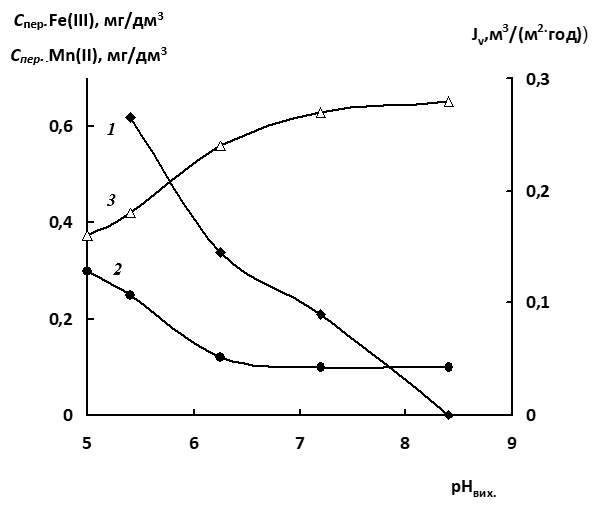 Cпер.Fe(III), мг/дм³
Cпер..Mn(II), мг/дм³
Jv,м³/(м²·год))
0,6
0,4
0,2
0
0,3
0,2
0,1
0
1
3
2
5 6 7 8 9
pHвих.